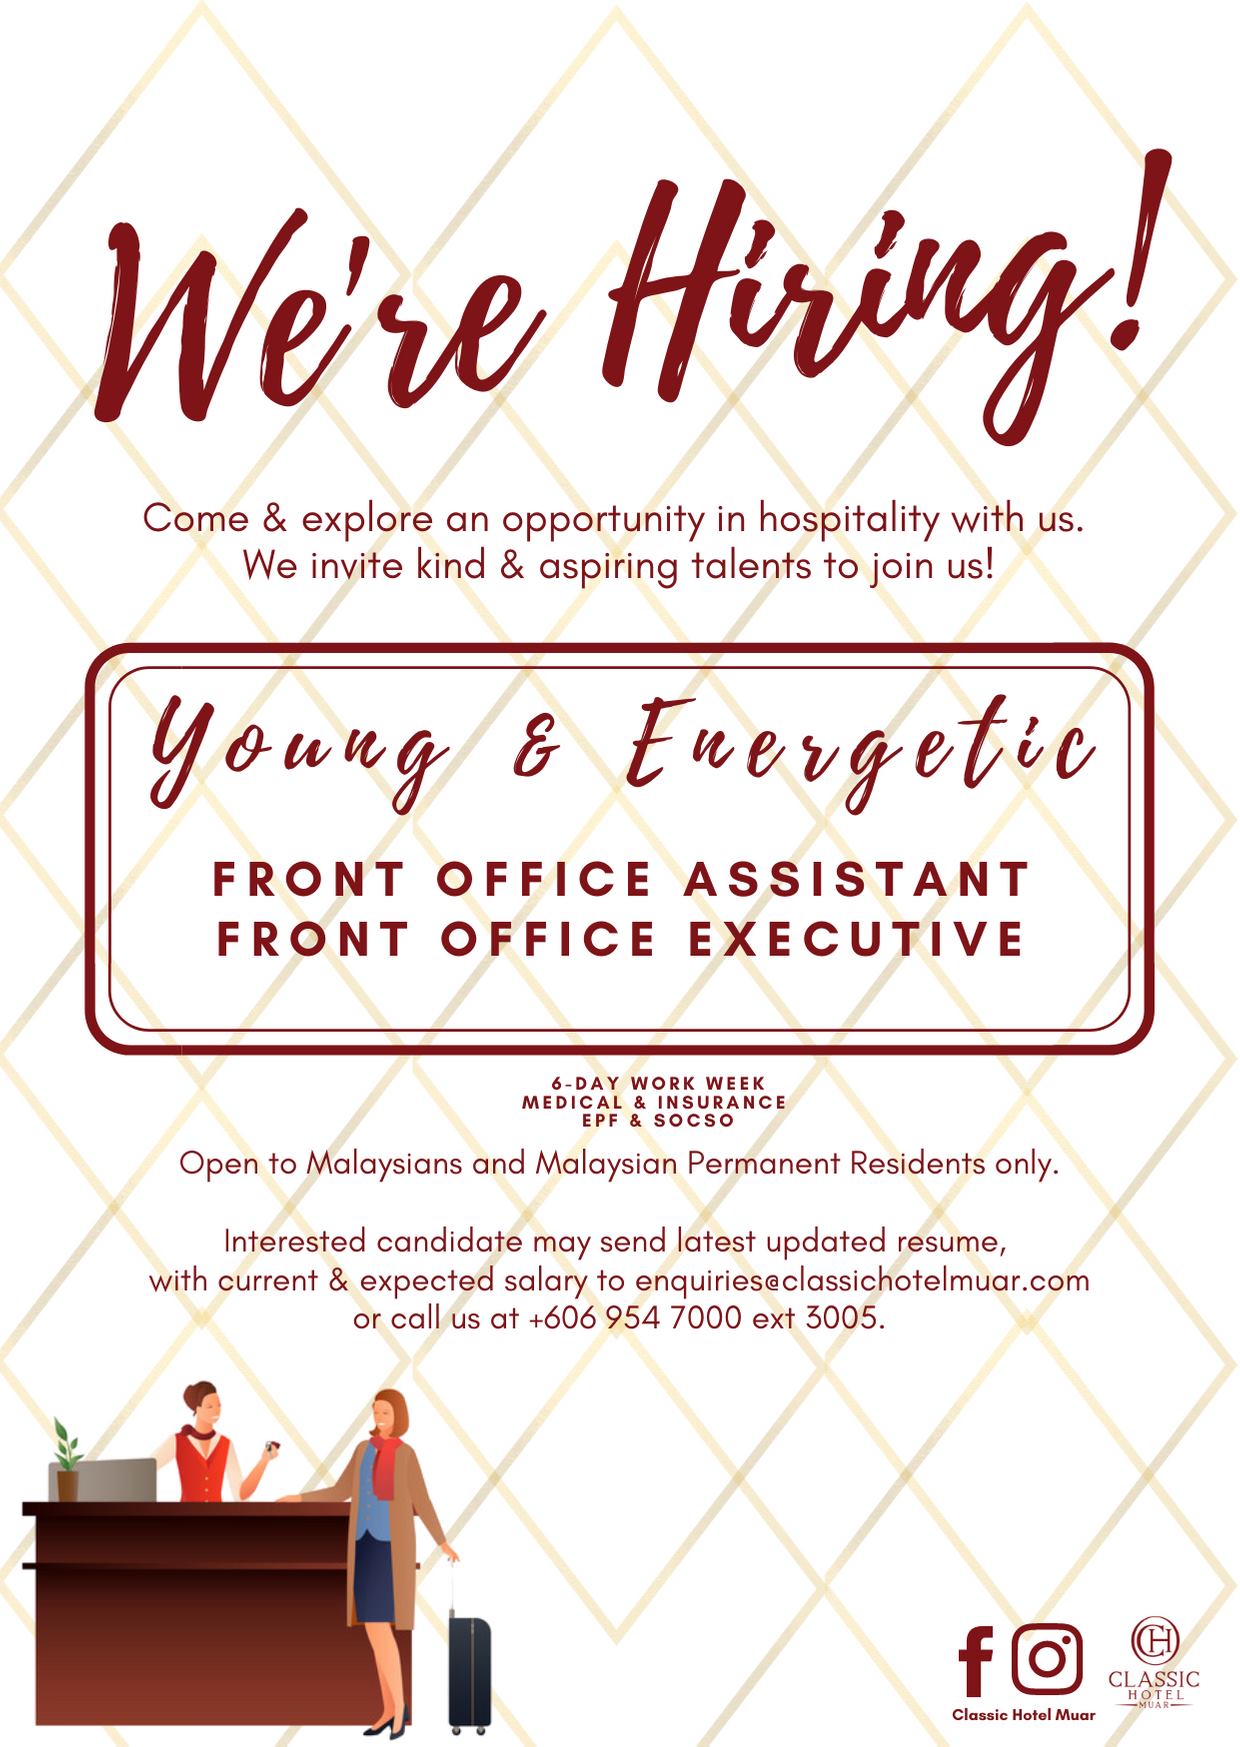 We're Hiring!
Come & explore an opportunity in hospitality with us.
We invite kind & aspiring talents to join us!
Young & Energetic
FRONT OFFICE ASSISTANT
FRONT OFFICE EXECUTIVE
6-DAY WORK WEEK
MEDICAL & INSURANCE
EPF & SOCSO
Open to Malaysians and Malaysian Permanent Residents only.
Interested candidate may send latest updated resume,
with current & expected salary to enquiries@classichotelmuar.com
or call us at +606 954 7000 ext 3005.
Classic Hotel Muar
CH
CLASSIC
HOTEL
MUAR